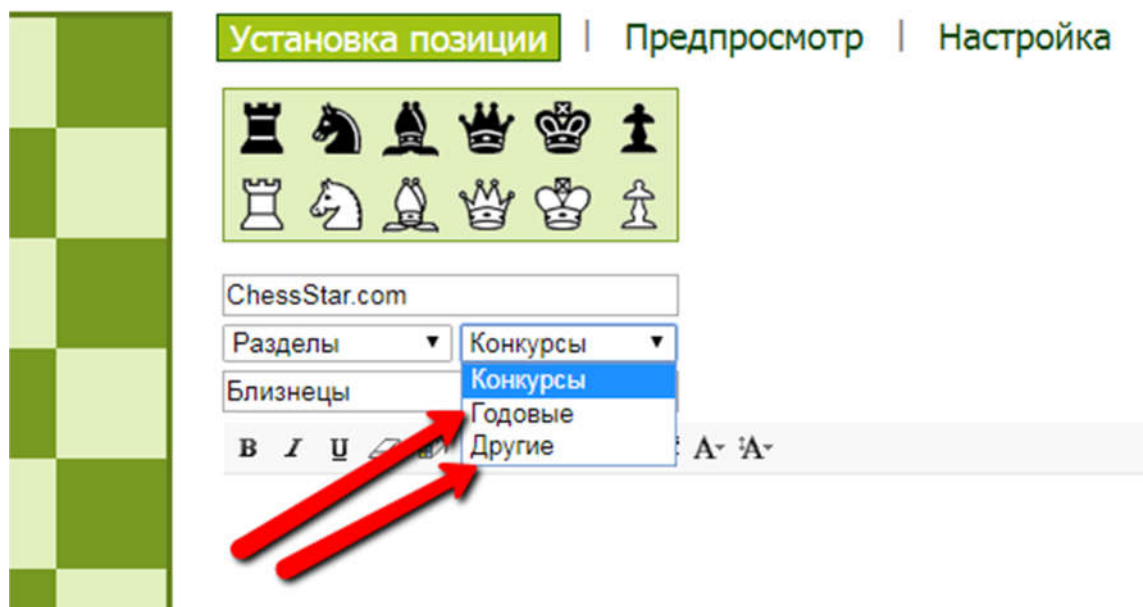 Установка позиции | Предпросмотр | Настройка
ChessStar.com
Разделы ▼ Конкурсы ▼
Близнецы
Конкурсы
Годовые
Другие
B I U A A